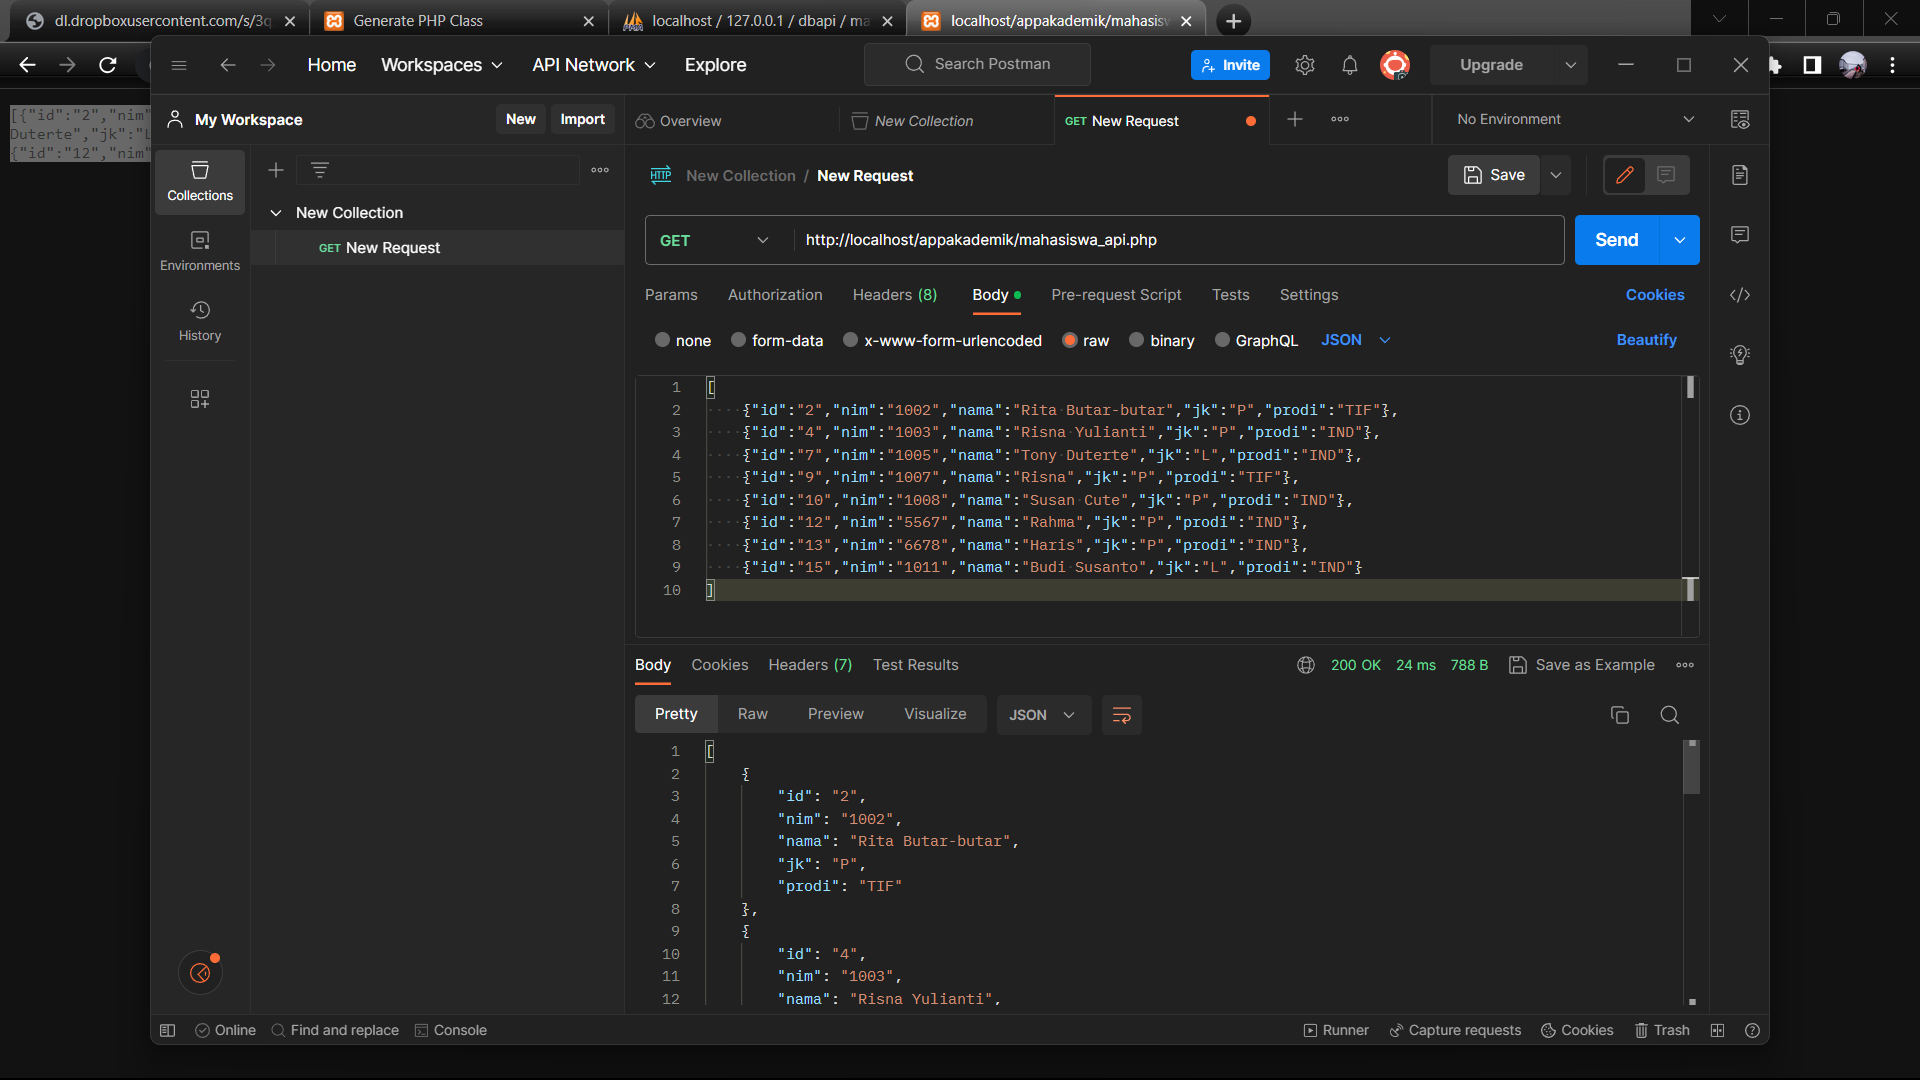 dl.dropboxusercontent.com/s/3q
Generate PHP Class
localhost / 127.0.0.1 / dbapi / ma
localhost/appakademik/mahasisw
Home Workspaces API Network Explore
Search Postman
Invite
Upgrade
[{"id":"2","nim"
Duterte","jk":"L
{"id":"12","nim"
My Workspace
New Import
Overview
New Collection
GET New Request
No Environment
Collections
Environments
History
New Collection
GET New Request
HTTP New Collection / New Request
Save
GET http://localhost/appakademik/mahasiswa_api.php
Send
Params Authorization Headers (8) Body Pre-request Script Tests Settings
Cookies
none form-data x-www-form-urlencoded raw binary GraphQL JSON
Beautify
1 [
2 {"id":"2","nim":"1002","nama":"Rita Butar-butar","jk":"P","prodi":"TIF"},
3 {"id":"4","nim":"1003","nama":"Risna Yulianti","jk":"P","prodi":"IND"},
4 {"id":"7","nim":"1005","nama":"Tony Duterte","jk":"L","prodi":"IND"},
5 {"id":"9","nim":"1007","nama":"Risna","jk":"P","prodi":"TIF"},
6 {"id":"10","nim":"1008","nama":"Susan Cute","jk":"P","prodi":"IND"},
7 {"id":"12","nim":"5567","nama":"Rahma","jk":"P","prodi":"IND"},
8 {"id":"13","nim":"6678","nama":"Haris","jk":"P","prodi":"IND"},
9 {"id":"15","nim":"1011","nama":"Budi Susanto","jk":"L","prodi":"IND"}
10 ]
Body Cookies Headers (7) Test Results
200 OK 24 ms 788 B Save as Example
Pretty Raw Preview Visualize JSON
1 [
2 {
3 "id": "2",
4 "nim": "1002",
5 "nama": "Rita Butar-butar",
6 "jk": "P",
7 "prodi": "TIF"
8 },
9 {
10 "id": "4",
11 "nim": "1003",
12 "nama": "Risna Yulianti",
Online Find and replace Console
Runner Capture requests Cookies Trash